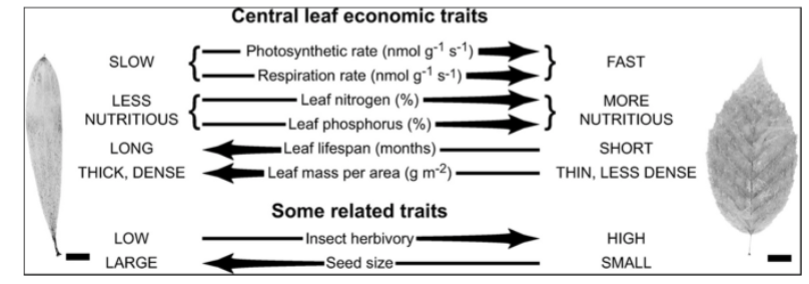 Central leaf economic traits
SLOW Photosynthetic rate (nmol g⁻¹ s⁻¹) FAST
Respiration rate (nmol g⁻¹ s⁻¹)
LESS NUTRITIOUS Leaf nitrogen (%) MORE NUTRITIOUS
Leaf phosphorus (%)
LONG Leaf lifespan (months) SHORT
THICK, DENSE Leaf mass per area (g m⁻²) THIN, LESS DENSE
Some related traits
LOW Insect herbivory HIGH
LARGE Seed size SMALL